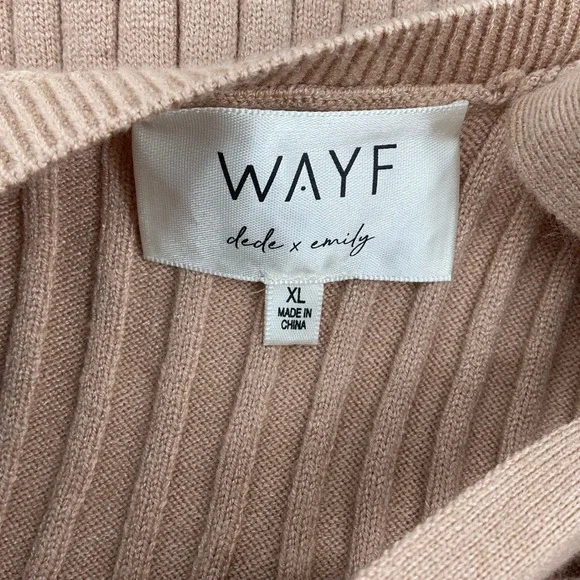 WAYF
dede x emily
XL
MADE IN
CHINA